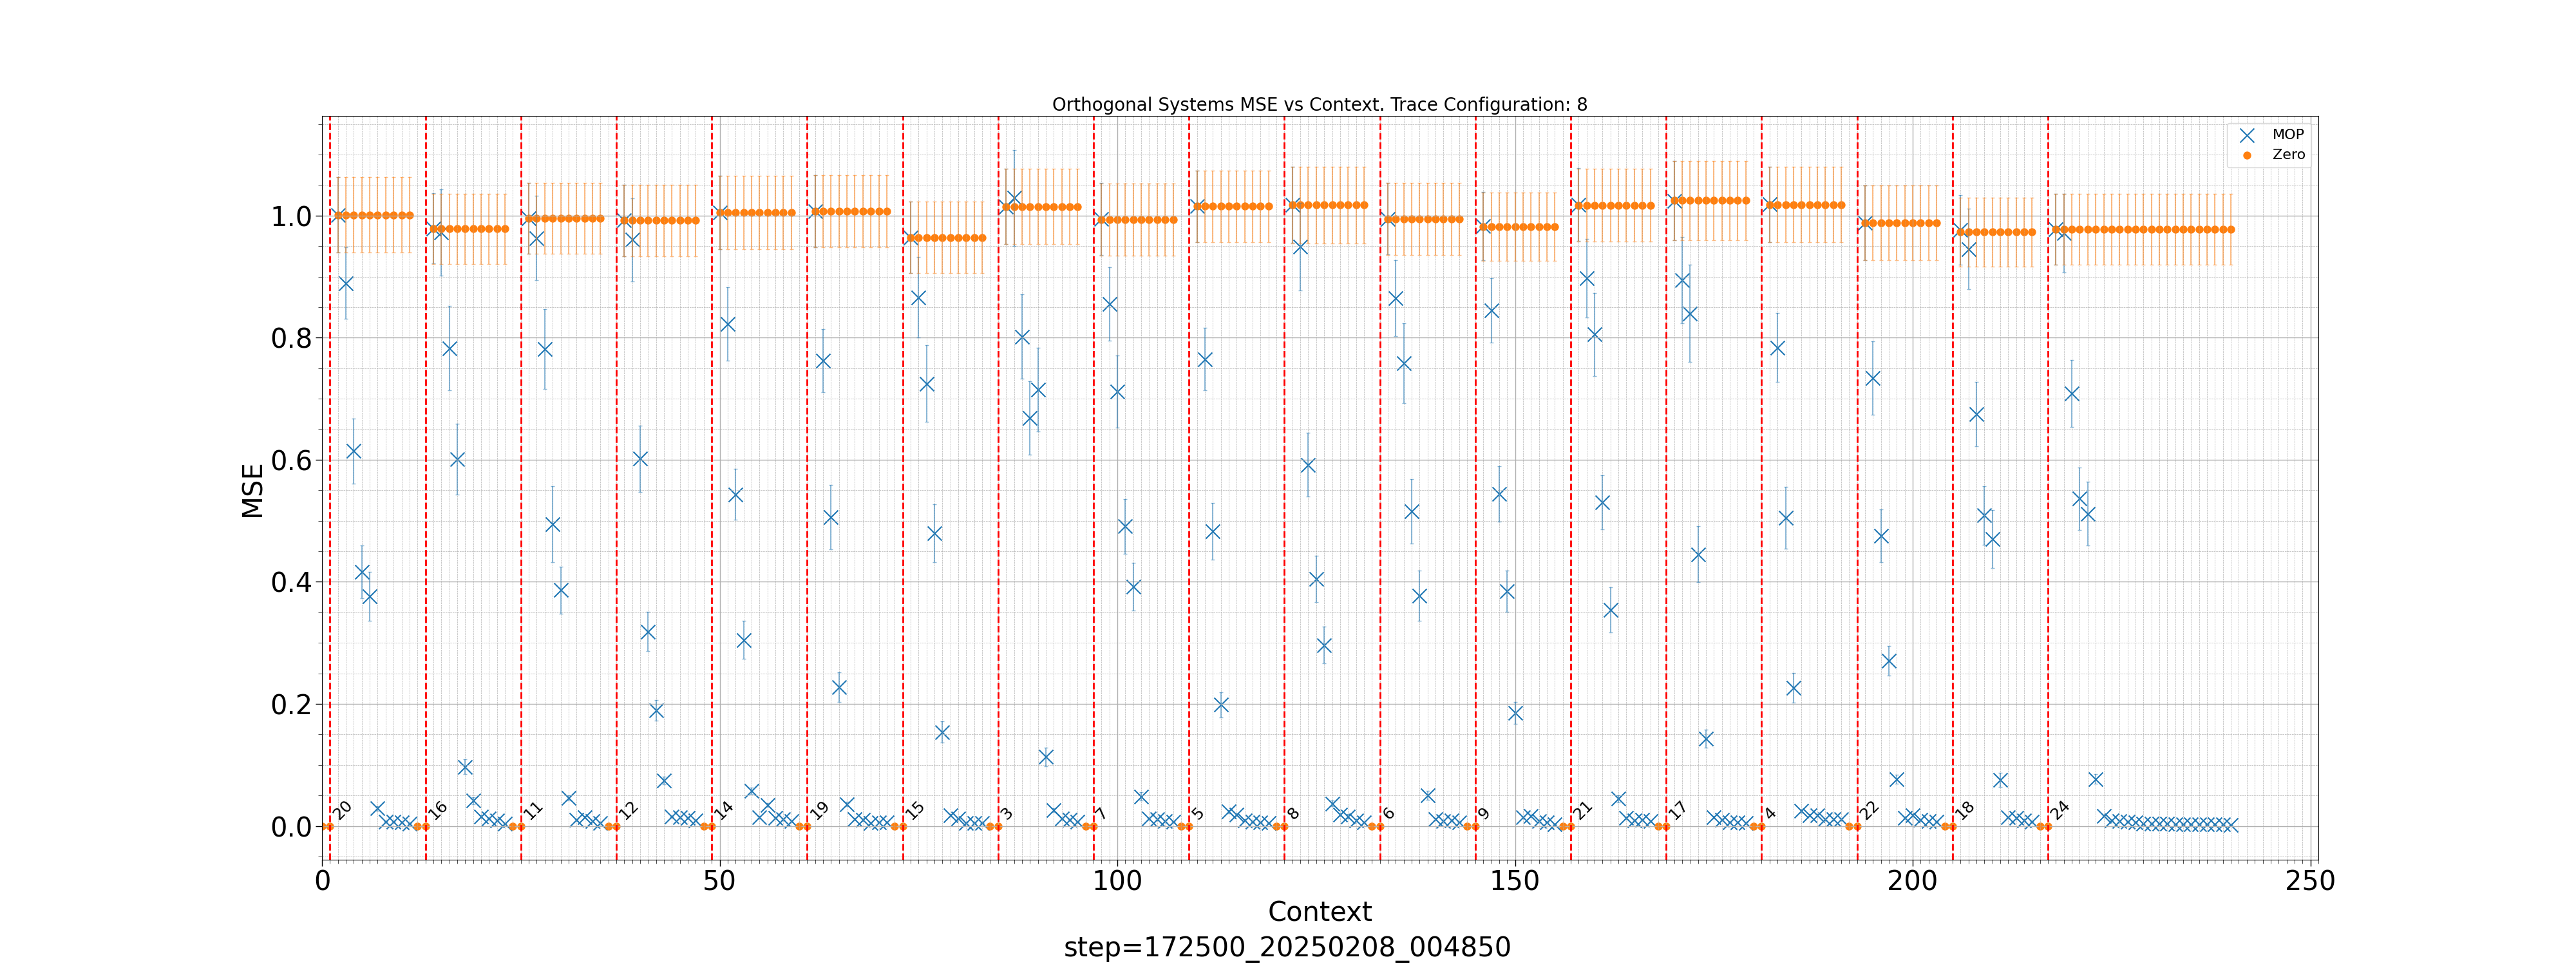 Orthogonal Systems MSE vs Context. Trace Configuration: 8
MOP
Zero
MSE
1.0
0.8
0.6
0.4
0.2
0.0
20 16 11 12 14 19 15 3 7 5 8 6 9 21 17 4 22 18 24
0 50 100 150 200 250
Context
step=172500_20250208_004850